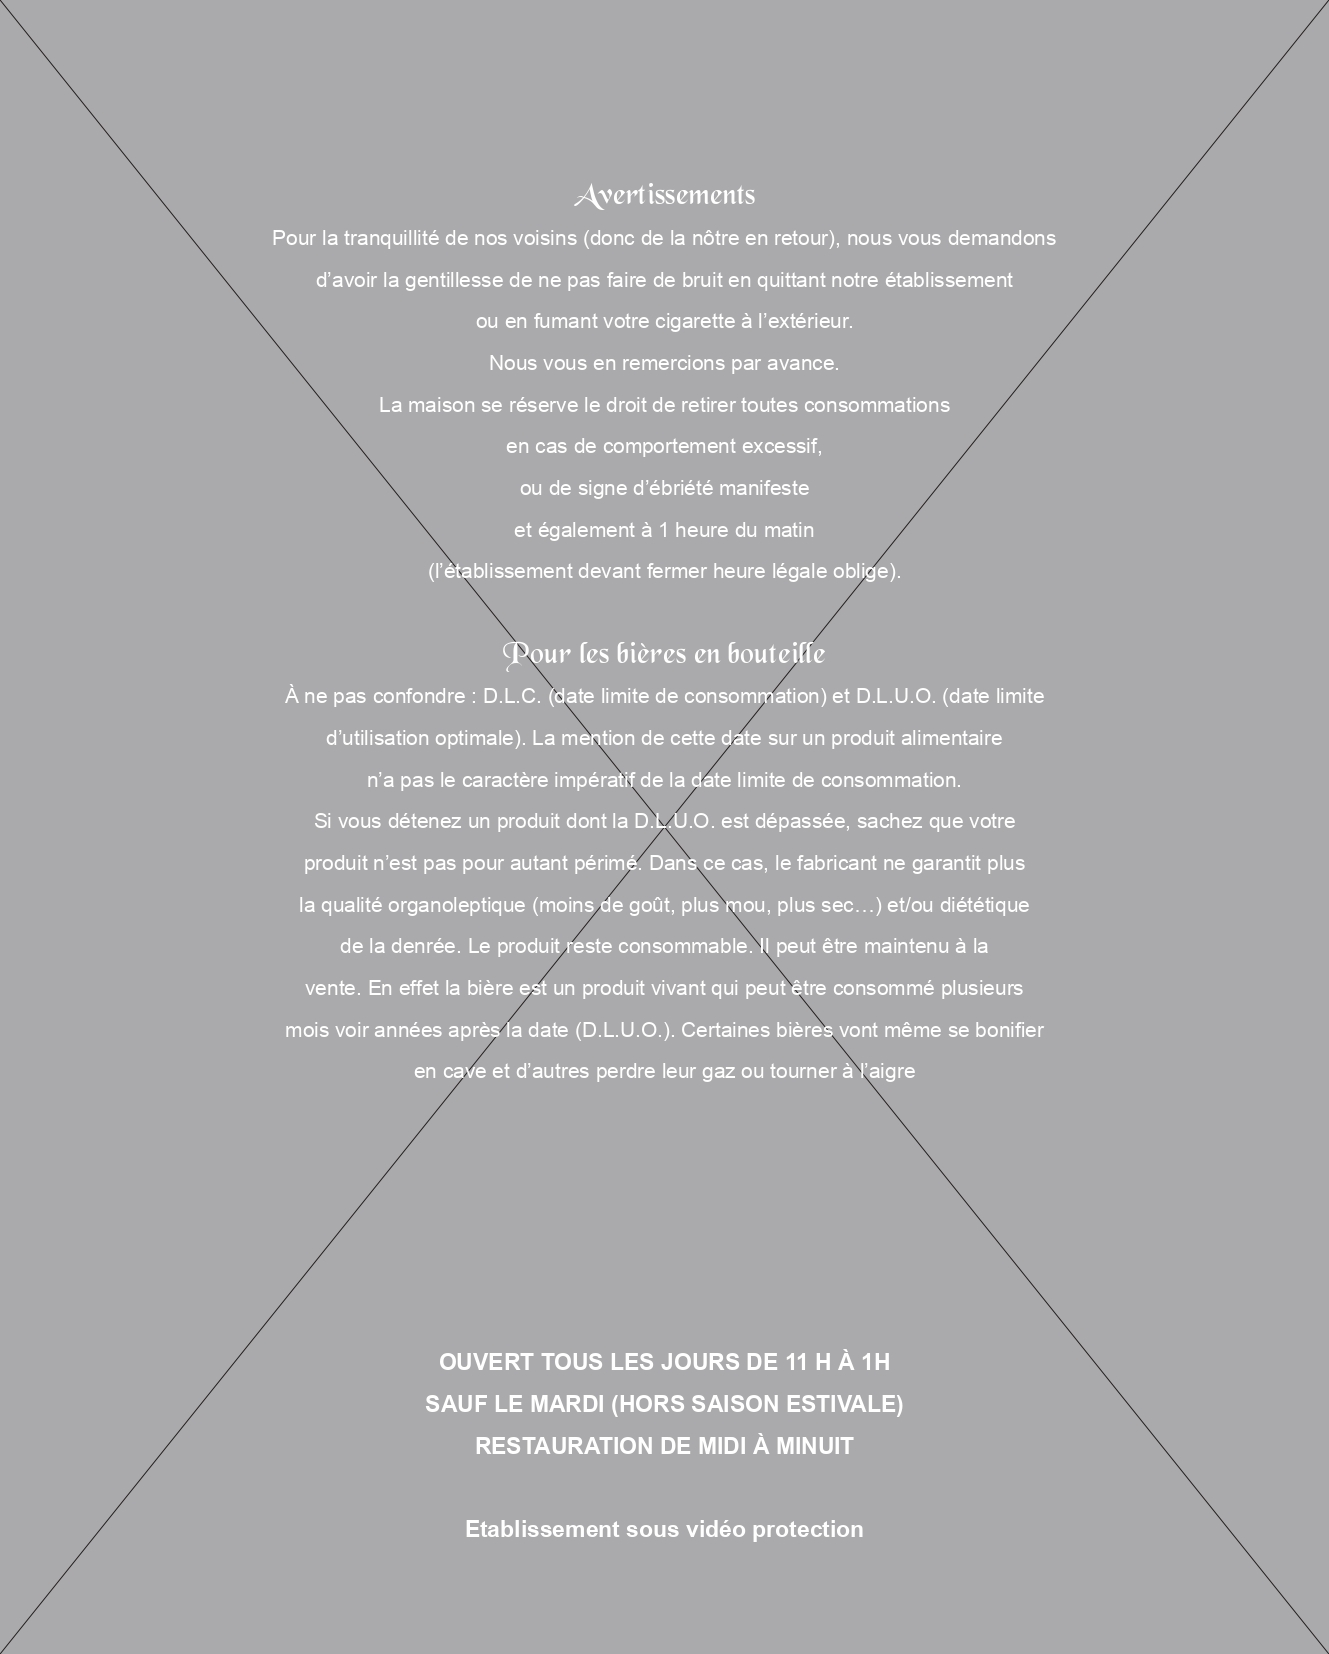 Avertissements
Pour la tranquillité de nos voisins (donc de la nôtre en retour), nous vous demandons
d’avoir la gentillesse de ne pas faire de bruit en quittant notre établissement
ou en fumant votre cigarette à l’extérieur.
Nous vous en remercions par avance.
La maison se réserve le droit de retirer toutes consommations
en cas de comportement excessif,
ou de signe d’ébriété manifeste
et également à 1 heure du matin
(l’établissement devant fermer heure légale oblige).
Pour les bières en bouteille
À ne pas confondre : D.L.C. (date limite de consommation) et D.L.U.O. (date limite
d’utilisation optimale). La mention de cette date sur un produit alimentaire
n’a pas le caractère impératif de la date limite de consommation.
Si vous détenez un produit dont la D.L.U.O. est dépassée, sachez que votre
produit n’est pas pour autant périmé. Dans ce cas, le fabricant ne garantit plus
la qualité organoleptique (moins de goût, plus mou, plus sec…) et/ou diététique
de la denrée. Le produit reste consommable. Il peut être maintenu à la
vente. En effet la bière est un produit vivant qui peut être consommé plusieurs
mois voir années après la date (D.L.U.O.). Certaines bières vont même se bonifier
en cave et d’autres perdre leur gaz ou tourner à l’aigre
OUVERT TOUS LES JOURS DE 11 H À 1H
SAUF LE MARDI (HORS SAISON ESTIVALE)
RESTAURATION DE MIDI À MINUIT
Etablissement sous vidéo protection